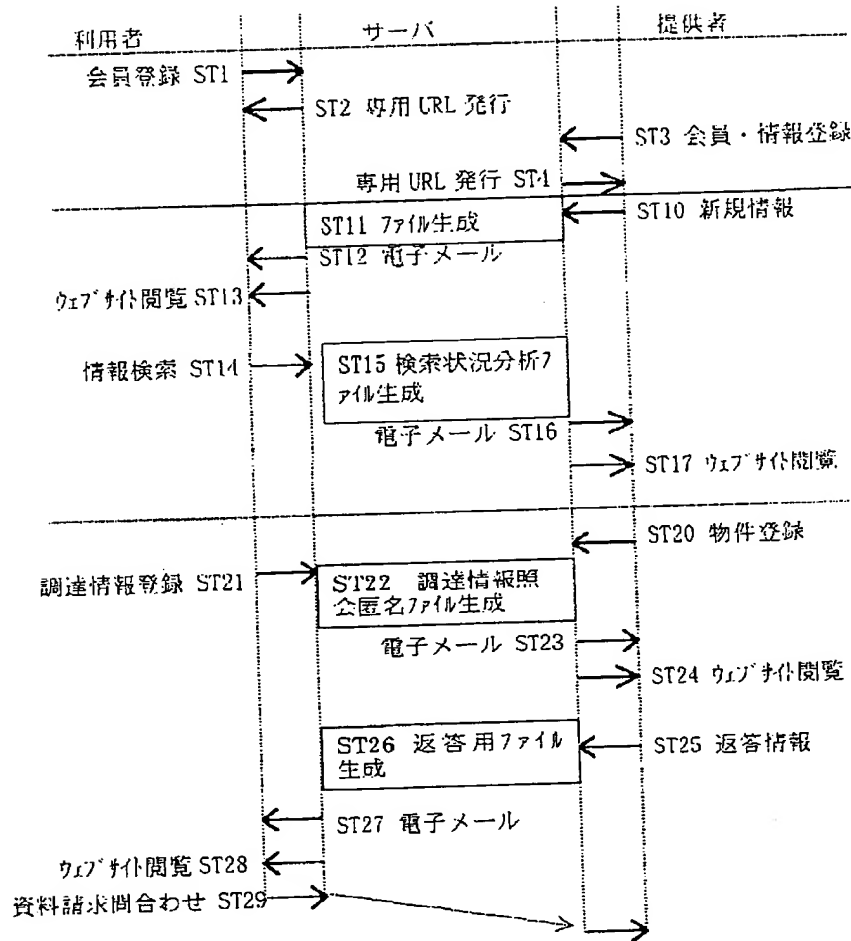 利用者 サーバ 提供者
会員登録 ST1
ST2 専用 URL 発行
ST3 会員・情報登録
専用 URL 発行 ST4
ST10 新規情報
ST11 ファイル生成
ST12 電子メール
ウェブサイト閲覧 ST13
情報検索 ST14
ST15 検索状況分析フ
ァイル生成
電子メール ST16
ST17 ウェブサイト閲覧
ST20 物件登録
調達情報登録 ST21
ST22 調達情報照
会匿名ファイル生成
電子メール ST23
ST24 ウェブサイト閲覧
ST25 返答情報
ST26 返答用ファイル
生成
ST27 電子メール
ウェブサイト閲覧 ST28
資料請求問合わせ ST29